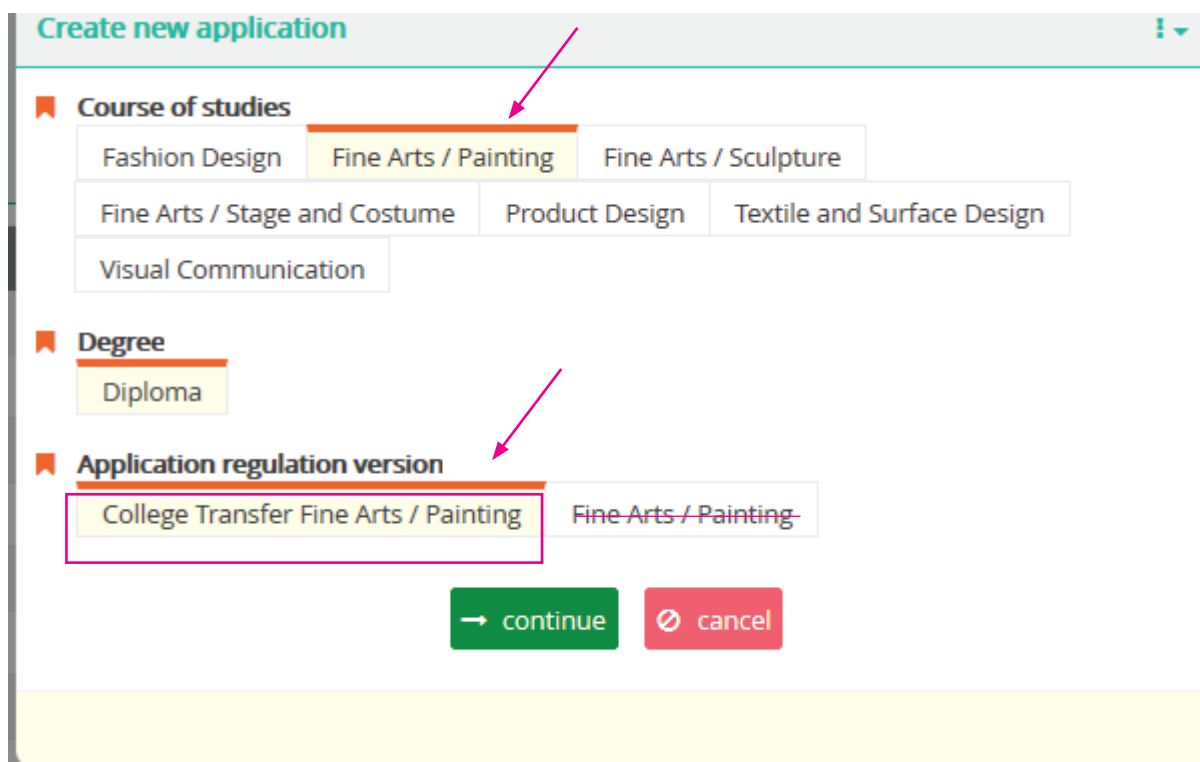 Create new application
Course of studies
Fashion Design Fine Arts / Painting Fine Arts / Sculpture
Fine Arts / Stage and Costume Product Design Textile and Surface Design
Visual Communication
Degree
Diploma
Application regulation version
College Transfer Fine Arts / Painting Fine Arts / Painting
continue cancel